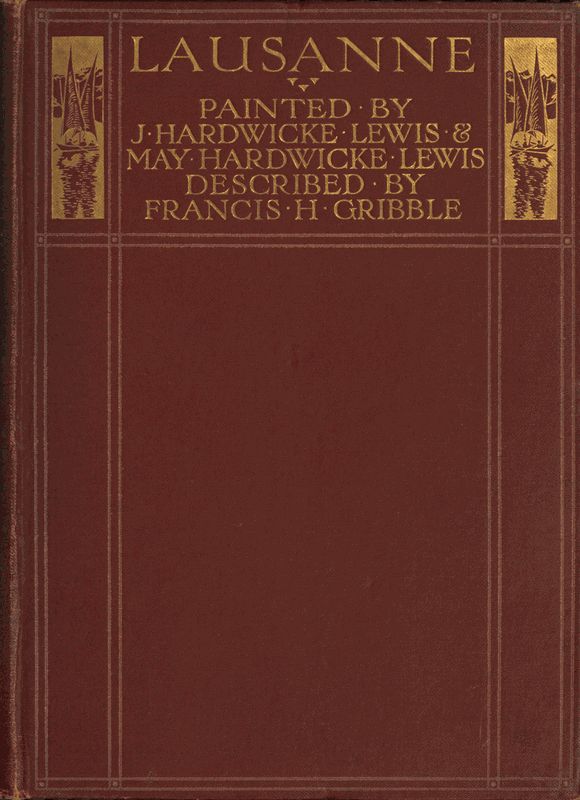 LAUSANNE
PAINTED · BY
J · HARDWICKE · LEWIS · &
MAY · HARDWICKE · LEWIS
DESCRIBED · BY
FRANCIS · H · GRIBBLE